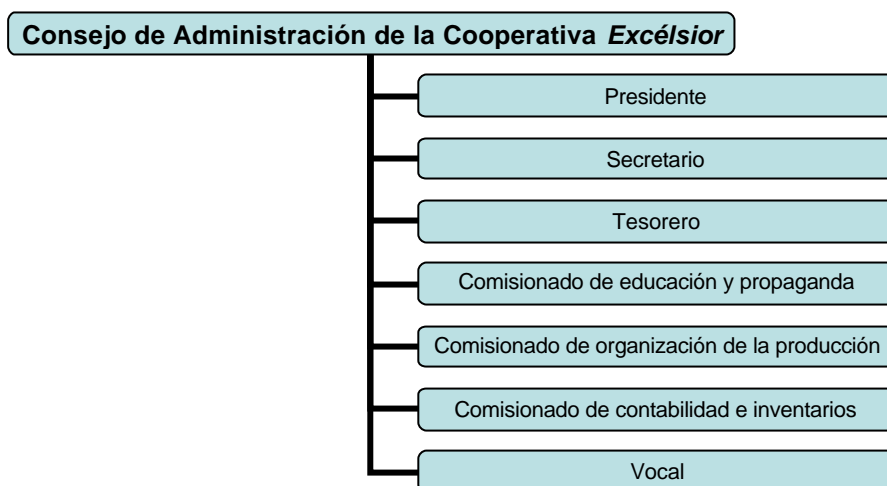 Consejo de Administración de la Cooperativa Excélsior
Presidente
Secretario
Tesorero
Comisionado de educación y propaganda
Comisionado de organización de la producción
Comisionado de contabilidad e inventarios
Vocal